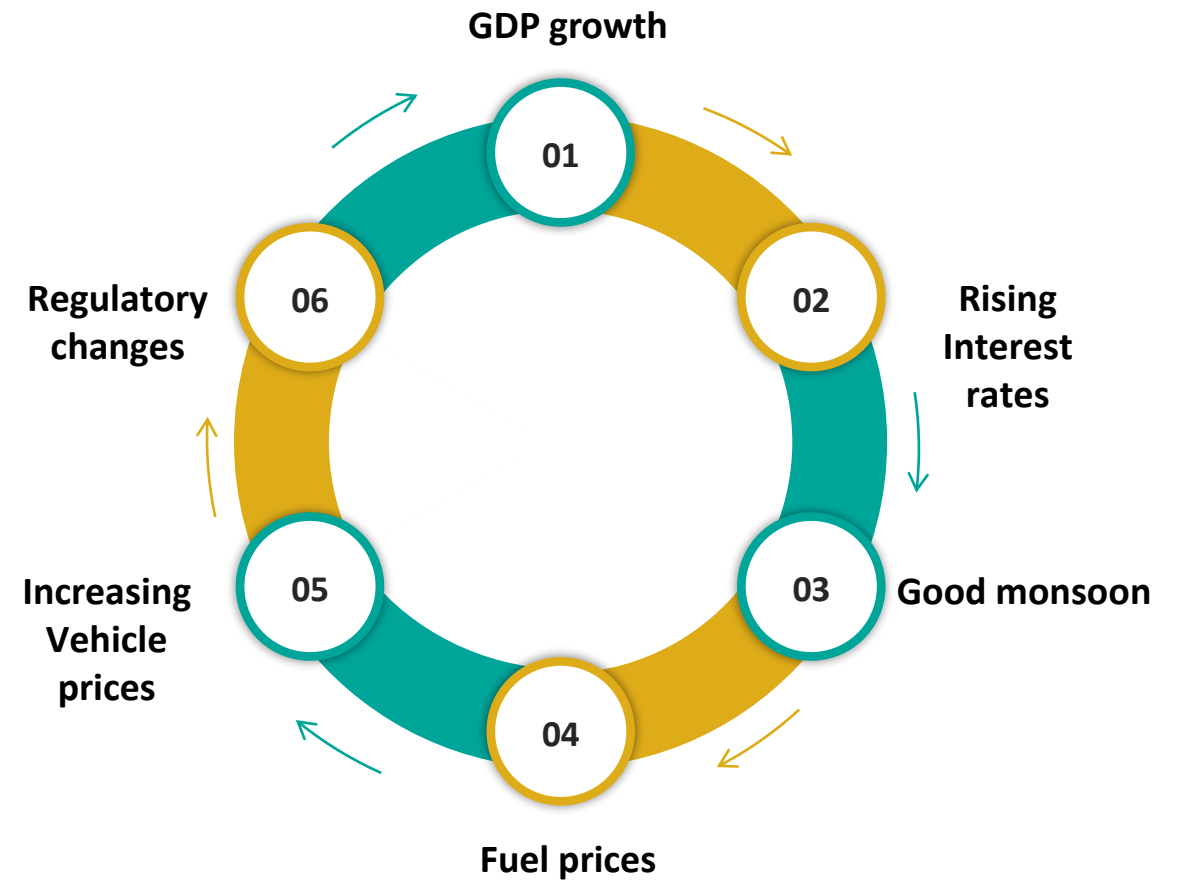 GDP growth
01
02
Rising
Interest
rates
03
Good monsoon
04
Fuel prices
05
Increasing
Vehicle
prices
06
Regulatory
changes